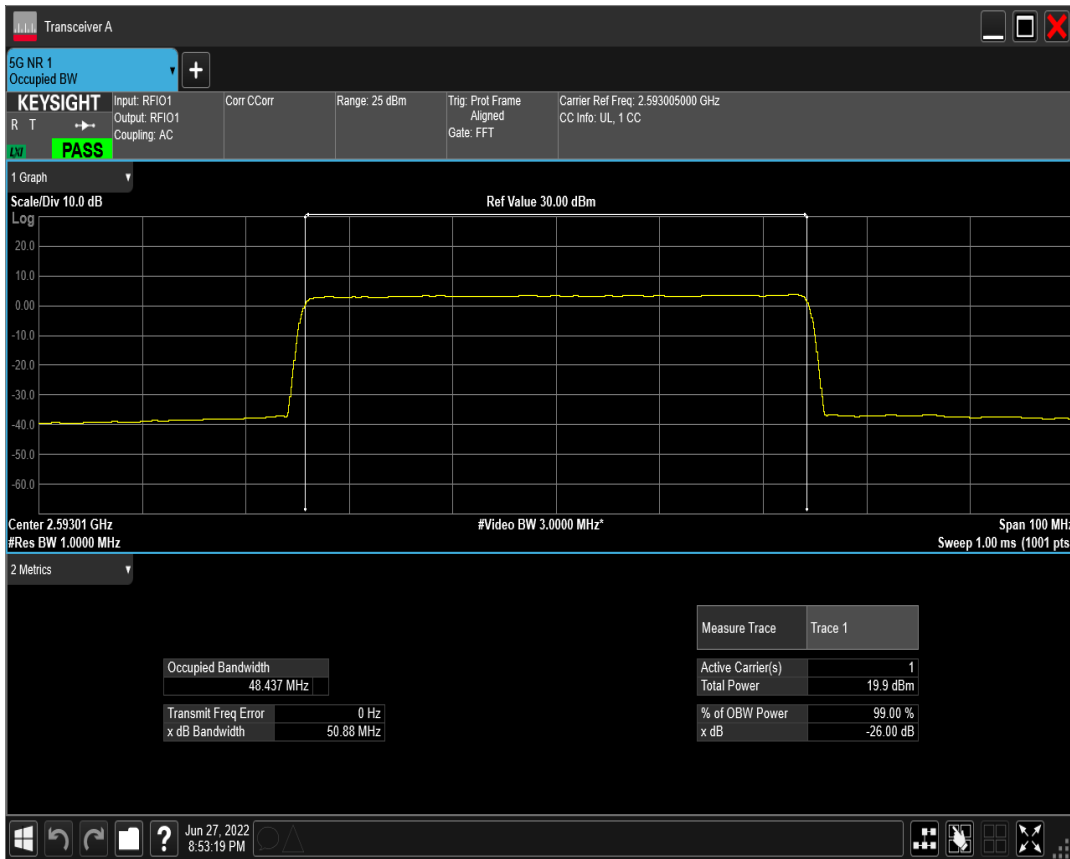 Transceiver A
5G NR 1
Occupied BW
+
KEYSIGHT
R T
LXI
PASS
Input: RFIO1
Output: RFIO1
Coupling: AC
Corr CCorr
Range: 25 dBm
Trig: Prot Frame
Aligned
Gate: FFT
Carrier Ref Freq: 2.593005000 GHz
CC Info: UL, 1 CC
1 Graph
Scale/Div 10.0 dB
Ref Value 30.00 dBm
Log
20.0
10.0
0.00
-10.0
-20.0
-30.0
-40.0
-50.0
-60.0
Center 2.59301 GHz
#Video BW 3.0000 MHz*
Span 100 MHz
#Res BW 1.0000 MHz
Sweep 1.00 ms (1001 pts
2 Metrics
Measure Trace Trace 1
Occupied Bandwidth
48.437 MHz
Active Carrier(s) 1
Total Power 19.9 dBm
Transmit Freq Error 0 Hz
x dB Bandwidth 50.88 MHz
% of OBW Power 99.00 %
x dB -26.00 dB
?
Jun 27, 2022
8:53:19 PM